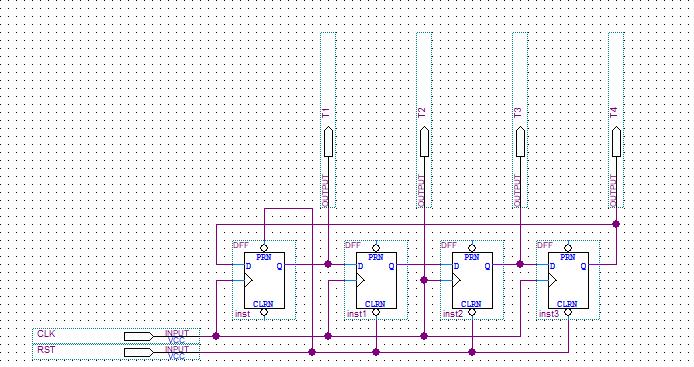 T1 T2 T3 T4
OUTPUT OUTPUT OUTPUT OUTPUT
DFF DFF DFF DFF
PRN PRN PRN PRN
D Q D Q D Q D Q
CLRN CLRN CLRN CLRN
inst inst1 inst2 inst3
CLK INPUT
VCC
RST INPUT
VCC